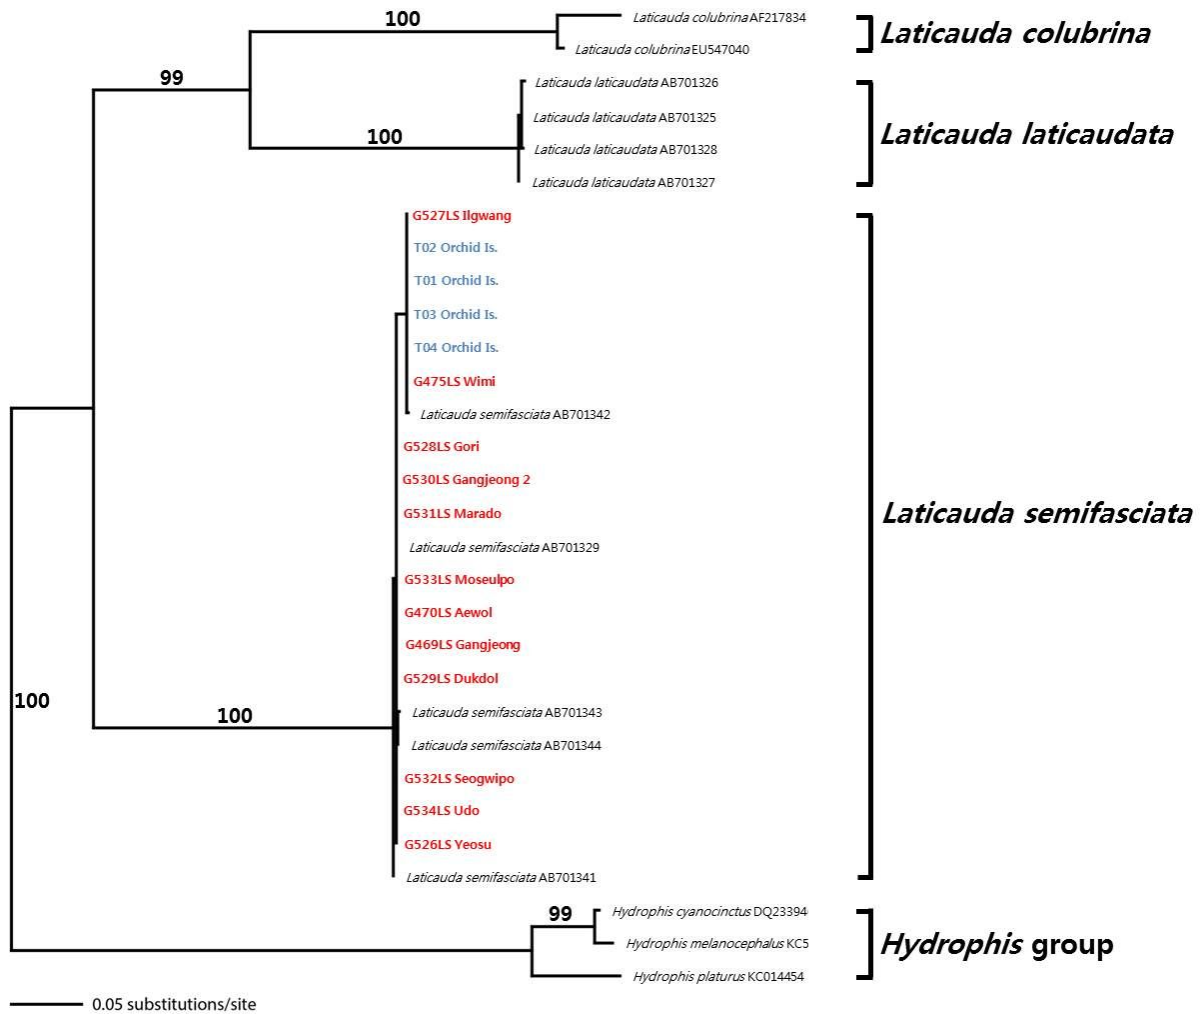 100
Laticauda colubrina AF217834
Laticauda colubrina EU547040
Laticauda colubrina
99
Laticauda laticaudata AB701326
Laticauda laticaudata AB701325
100
Laticauda laticaudata AB701328
Laticauda laticaudata AB701327
Laticauda laticaudata
G527LS Ilgwang
T02 Orchid Is.
T01 Orchid Is.
T03 Orchid Is.
T04 Orchid Is.
G475LS Wimi
Laticauda semifasciata AB701342
G528LS Gori
G530LS Gangjeong 2
G531LS Marado
Laticauda semifasciata AB701329
G533LS Moseulpo
G470LS Aewol
G469LS Gangjeong
G529LS Dukdol
Laticauda semifasciata AB701343
Laticauda semifasciata AB701344
G532LS Seogwipo
G534LS Udo
G526LS Yeosu
Laticauda semifasciata AB701341
Laticauda semifasciata
100
100
99
Hydrophis cyanocinctus DQ23394
Hydrophis melanocephalus KC5
Hydrophis platurus KC014454
Hydrophis group
0.05 substitutions/site